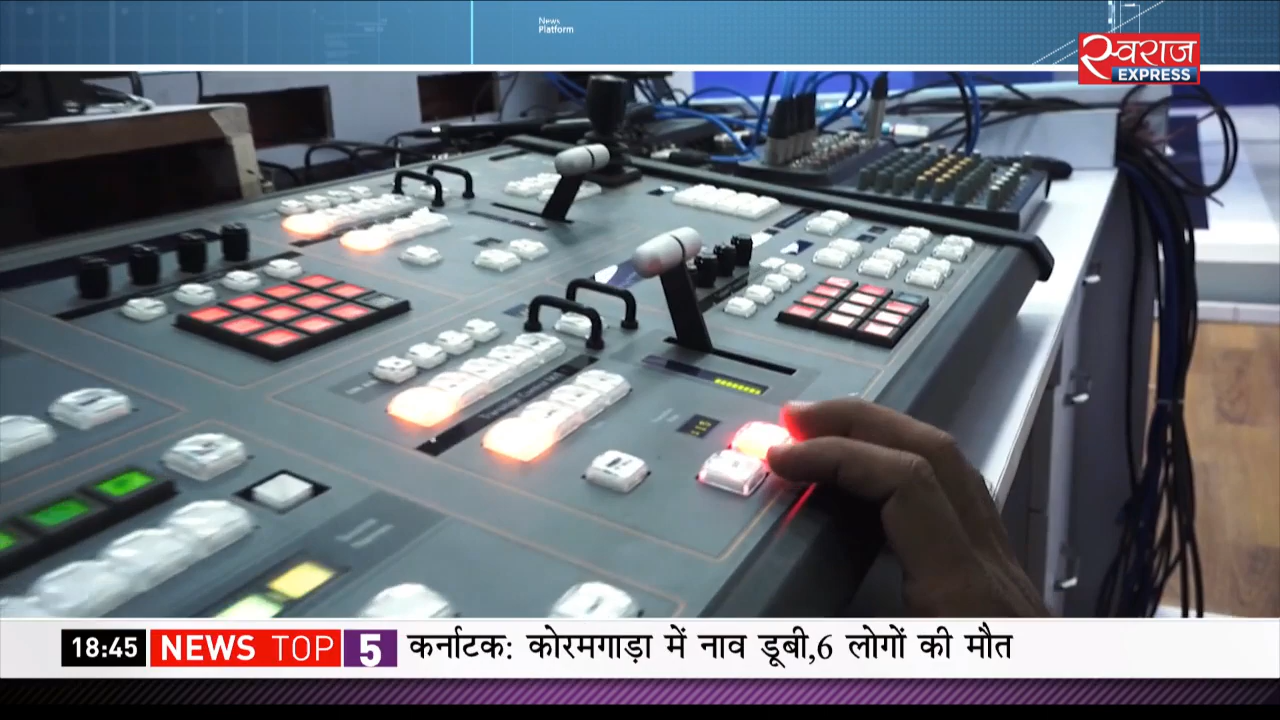 News
Platform
स्वराज
EXPRESS
18:45 NEWS TOP 5 कर्नाटक: कोरमगाड़ा में नाव डूबी,6 लोगों की मौत